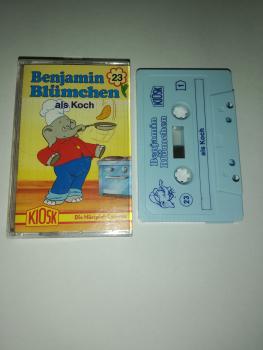 Benjamin
23
Blümchen
als Koch
KIOSK
Die Hörspiel-Cassette
KIOSK
1
Benjamin
Blümchen
als Koch
23